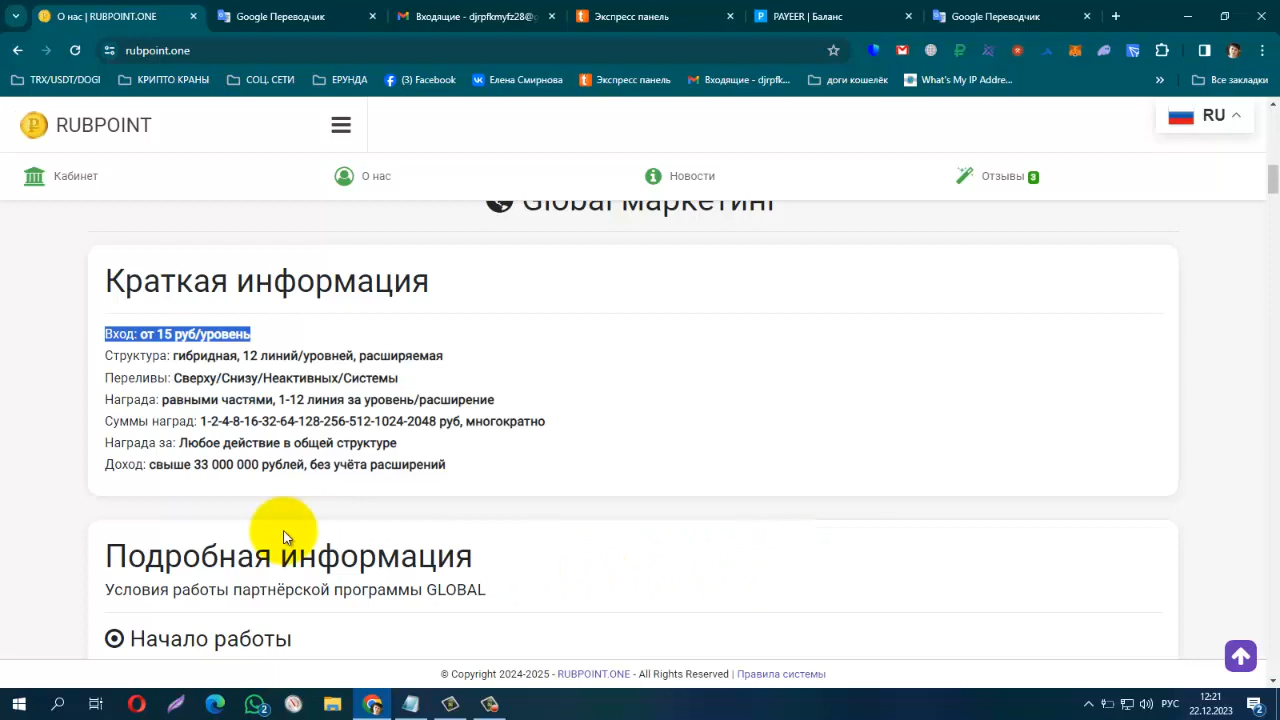 О нас | RUBPOINT.ONE
Google Переводчик
Входящие - djrpfkmyfz28@
Экспресс панель
PAYEER | Баланс
Google Переводчик
rubpoint.one
TRX/USDT/DOGI
КРИПТО КРАНЫ
СОЦ. СЕТИ
ЕРУНДА
(3) Facebook
Елена Смирнова
Экспресс панель
Входящие - djrpfk...
доги кошелёк
What's My IP Addre...
Все закладки
RUBPOINT
RU
Кабинет
О нас
Новости
Отзывы 3
Global Маркетинг
Краткая информация
Вход: от 15 руб/уровень
Структура: гибридная, 12 линий/уровней, расширяемая
Переливы: Сверху/Снизу/Неактивных/Системы
Награда: равными частями, 1-12 линия за уровень/расширение
Суммы наград: 1-2-4-8-16-32-64-128-256-512-1024-2048 руб, многократно
Награда за: Любое действие в общей структуре
Доход: свыше 33 000 000 рублей, без учёта расширений
Подробная информация
Условия работы партнёрской программы GLOBAL
Начало работы
© Copyright 2024-2025 - RUBPOINT.ONE - All Rights Reserved | Правила системы
РУС
12:21
22.12.2023
2
2